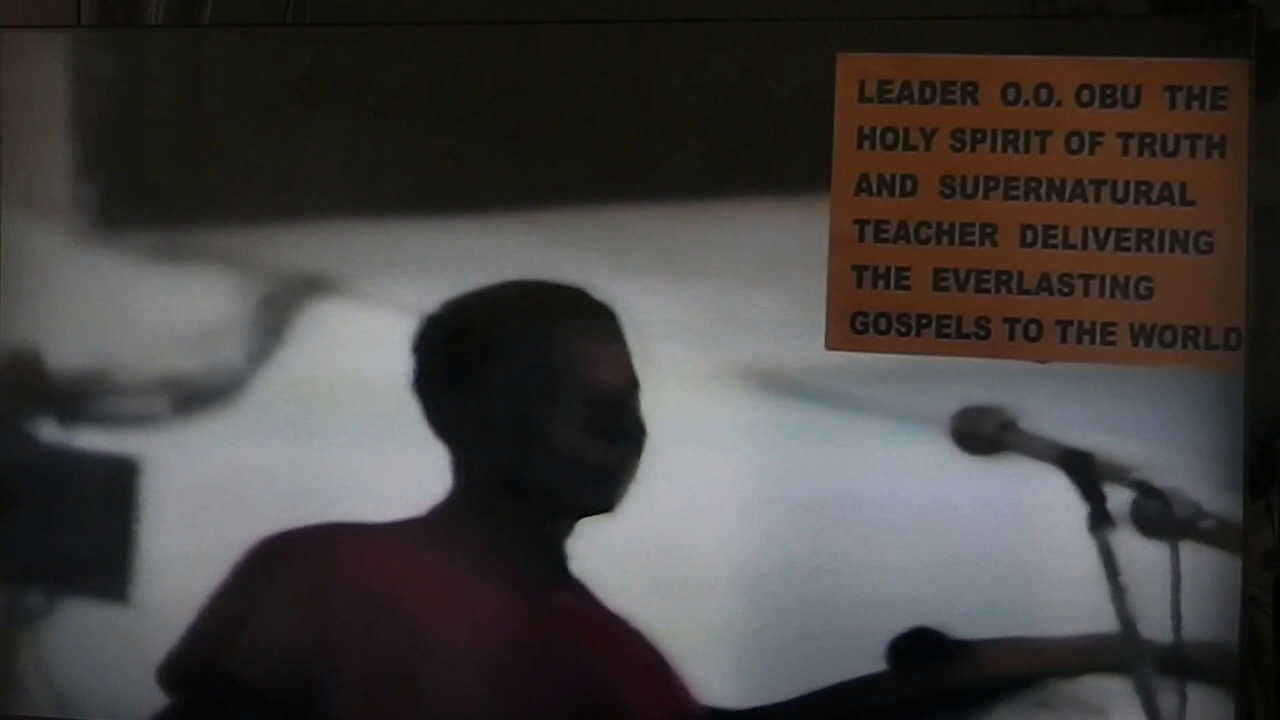 LEADER O.O. OBU THE
HOLY SPIRIT OF TRUTH
AND SUPERNATURAL
TEACHER DELIVERING
THE EVERLASTING
GOSPELS TO THE WORLD